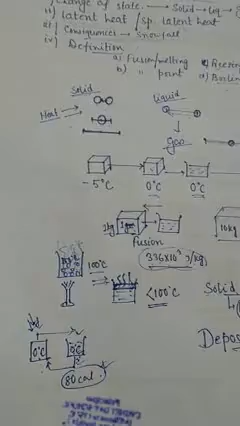 Change of state. → Solid → liq → S
ii) latent heat / sp. latent heat
iii) Consequences → snowfall
iv) Definition
a) Fusion/melting
b) " point
Solid
liquid
Heat
Gas
-5°C
0°C
0°C
1kg
10kg
fusion
336×10³ J/kg
100°C
<100°C
Solid
0°C
0°C
Depos
80 cal.